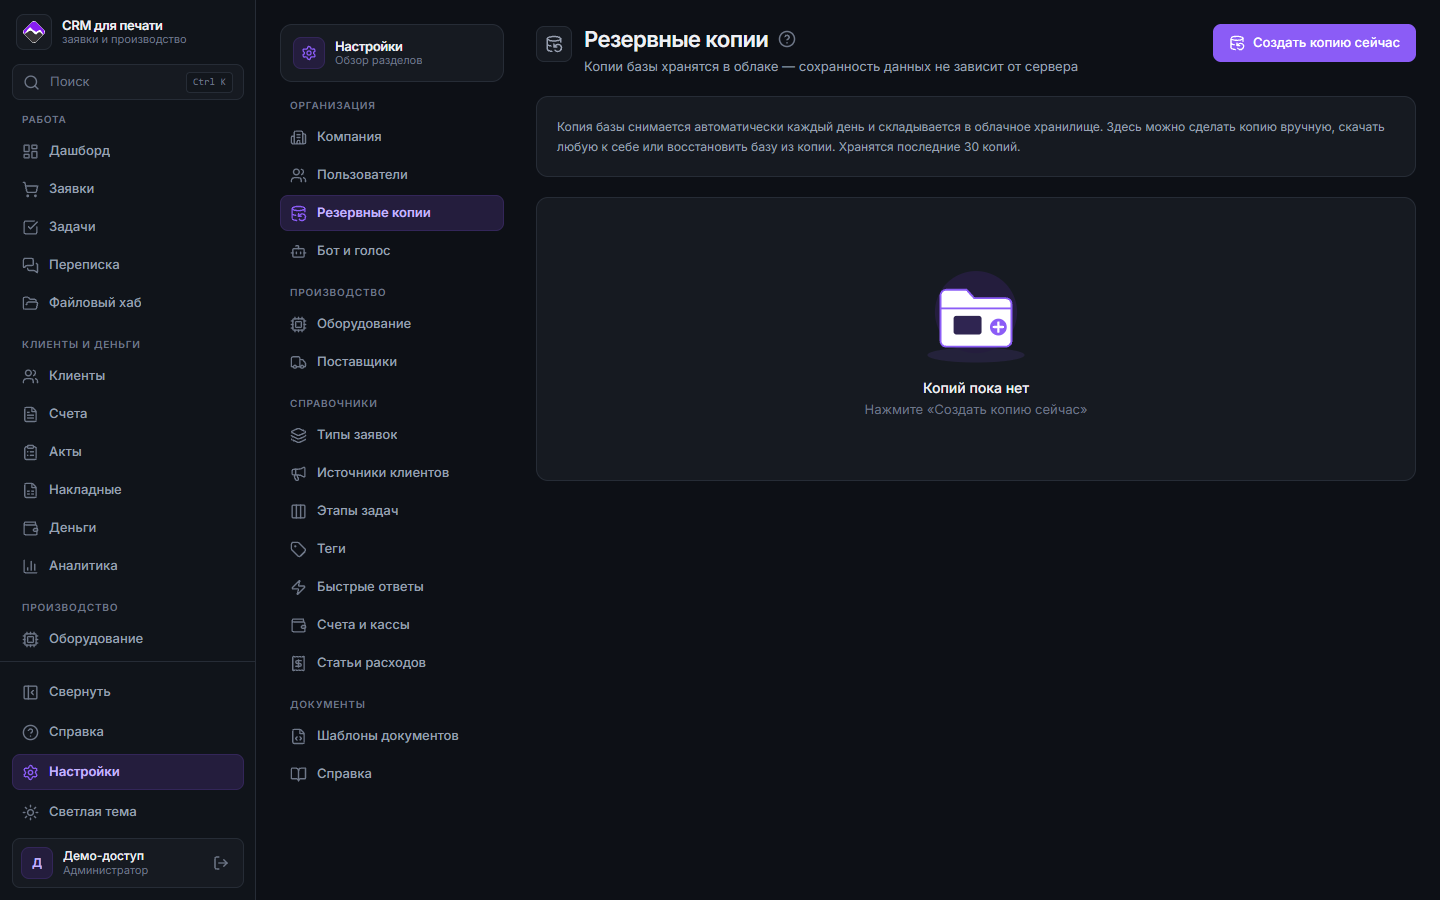 CRM для печати
заявки и производство
Поиск
Ctrl K
РАБОТА
Дашборд
Заявки
Задачи
Переписка
Файловый хаб
КЛИЕНТЫ И ДЕНЬГИ
Клиенты
Счета
Акты
Накладные
Деньги
Аналитика
ПРОИЗВОДСТВО
Оборудование
Свернуть
Справка
Настройки
Светлая тема
Д
Демо-доступ
Администратор
Настройки
Обзор разделов
ОРГАНИЗАЦИЯ
Компания
Пользователи
Резервные копии
Бот и голос
ПРОИЗВОДСТВО
Оборудование
Поставщики
СПРАВОЧНИКИ
Типы заявок
Источники клиентов
Этапы задач
Теги
Быстрые ответы
Счета и кассы
Статьи расходов
ДОКУМЕНТЫ
Шаблоны документов
Справка
Резервные копии
Копии базы хранятся в облаке — сохранность данных не зависит от сервера
Создать копию сейчас
Копия базы снимается автоматически каждый день и складывается в облачное хранилище. Здесь можно сделать копию вручную, скачать
любую к себе или восстановить базу из копии. Хранятся последние 30 копий.
Копий пока нет
Нажмите «Создать копию сейчас»